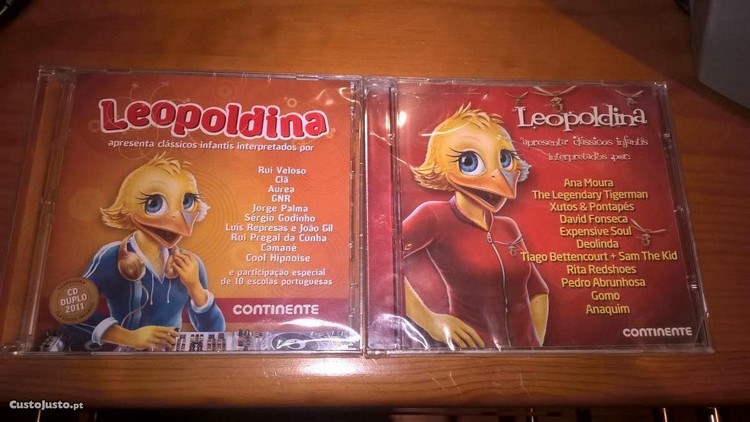 Leopoldina
apresenta clássicos infantis interpretados por
Rui Veloso
Clã
Aurea
GNR
Jorge Palma
Sérgio Godinho
Luís Represas e João Gil
Rui Pregal da Cunha
Camané
Cool Hipnoise
e participação especial
de 10 escolas portuguesas
CD
DUPLO
2011
CONTINENTE
Leopoldina
apresenta clássicos infantis
interpretados por:
Ana Moura
The Legendary Tigerman
Xutos & Pontapés
David Fonseca
Expensive Soul
Deolinda
Tiago Bettencourt + Sam The Kid
Rita Redshoes
Pedro Abrunhosa
Gomo
Anaquim
CONTINENTE
CustoJusto.pt